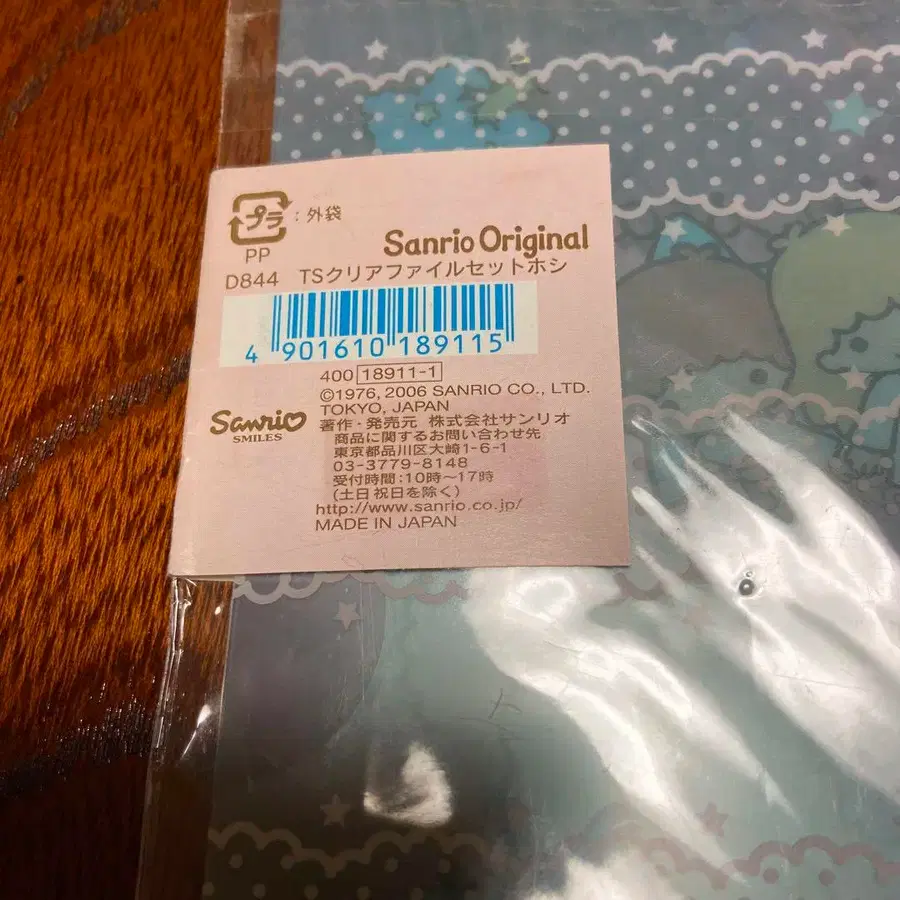 プラ : 外袋
PP
Sanrio Original
D844 TSクリアファイルセットホシ
4 901610 189115
400 18911-1
©1976, 2006 SANRIO CO., LTD.
TOKYO, JAPAN
Sanrio
SMILES
著作・発売元 株式会社サンリオ
商品に関するお問い合わせ先
東京都品川区大崎1-6-1
03-3779-8148
受付時間:10時〜17時
(土日祝日を除く)
http://www.sanrio.co.jp/
MADE IN JAPAN